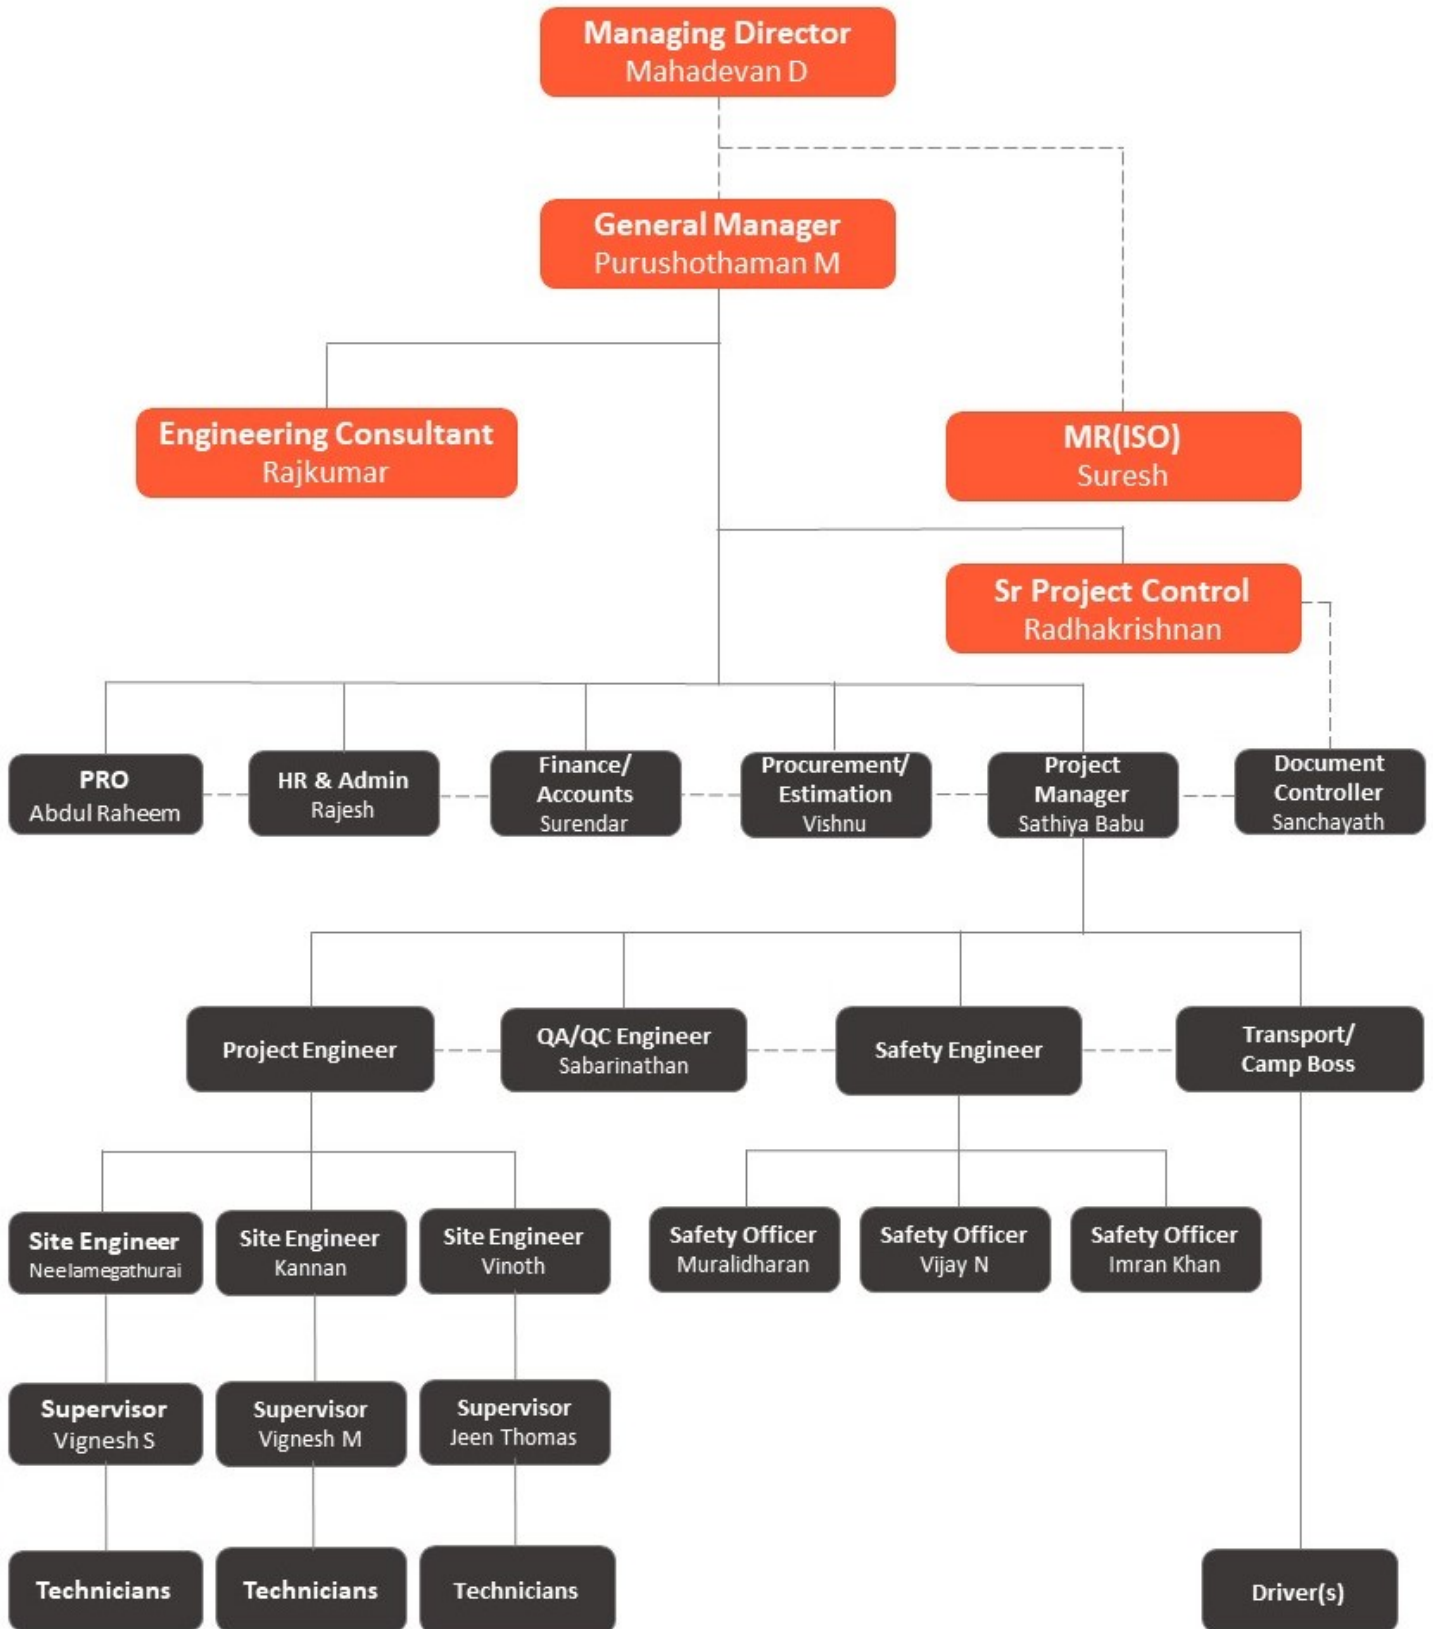 Managing Director
Mahadevan D
General Manager
Purushothaman M
Engineering Consultant
Rajkumar
MR(ISO)
Suresh
Sr Project Control
Radhakrishnan
PRO
Abdul Raheem
HR & Admin
Rajesh
Finance/
Accounts
Surendar
Procurement/
Estimation
Vishnu
Project
Manager
Sathiya Babu
Document
Controller
Sanchayath
Project Engineer
QA/QC Engineer
Sabarinathan
Safety Engineer
Transport/
Camp Boss
Site Engineer
Neelamegathurai
Site Engineer
Kannan
Site Engineer
Vinoth
Safety Officer
Muralidharan
Safety Officer
Vijay N
Safety Officer
Imran Khan
Supervisor
Vignesh S
Supervisor
Vignesh M
Supervisor
Jeen Thomas
Technicians
Technicians
Technicians
Driver(s)